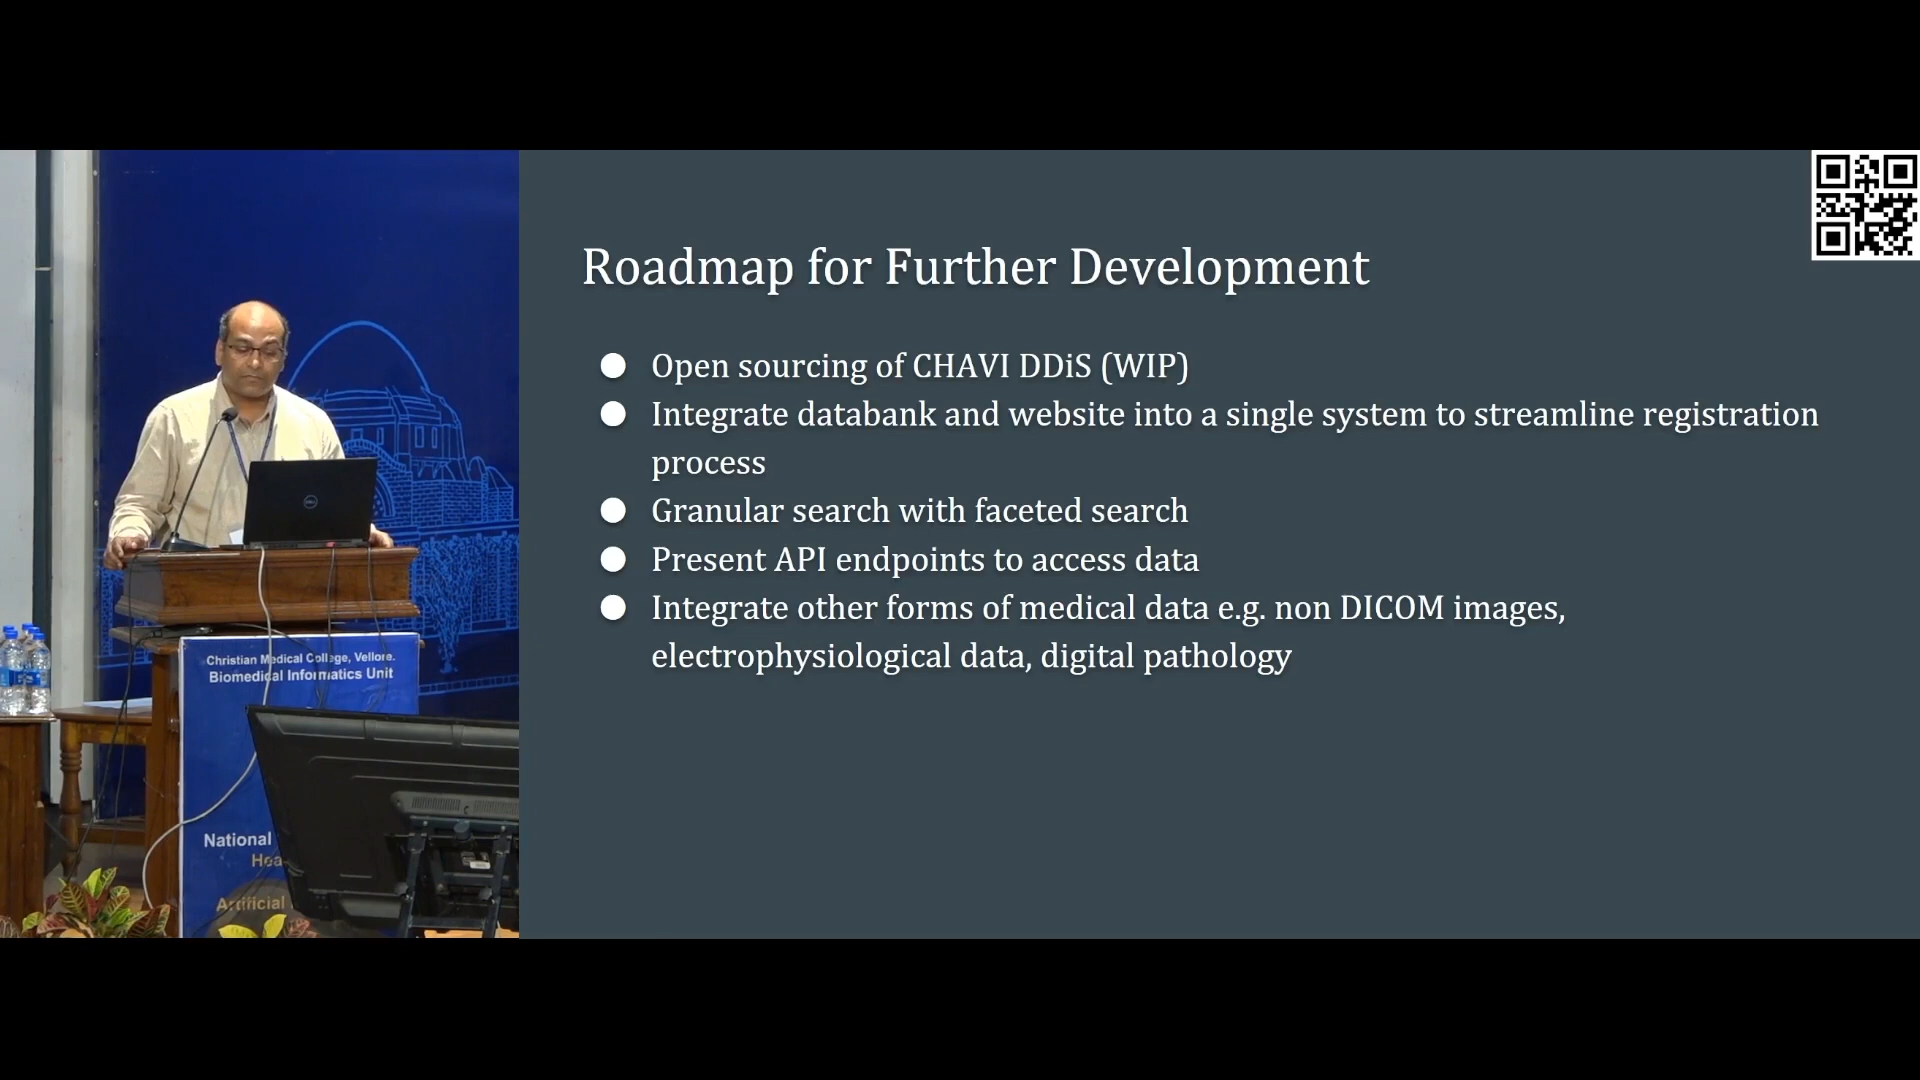 Roadmap for Further Development
● Open sourcing of CHAVI DDiS (WIP)
● Integrate databank and website into a single system to streamline registration
process
● Granular search with faceted search
● Present API endpoints to access data
● Integrate other forms of medical data e.g. non DICOM images,
electrophysiological data, digital pathology
Christian Medical College, Vellore.
Biomedical Informatics Unit
National
Artificial